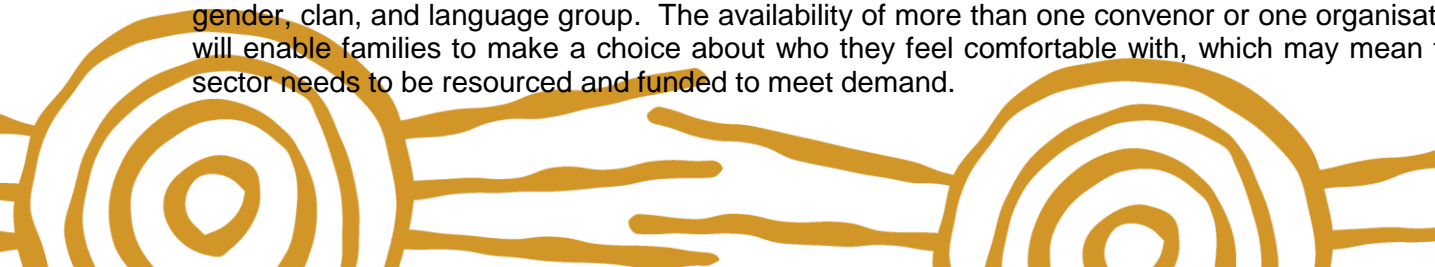 gender, clan, and language group. The availability of more than one convenor or one organisat
will enable families to make a choice about who they feel comfortable with, which may mean
sector needs to be resourced and funded to meet demand.